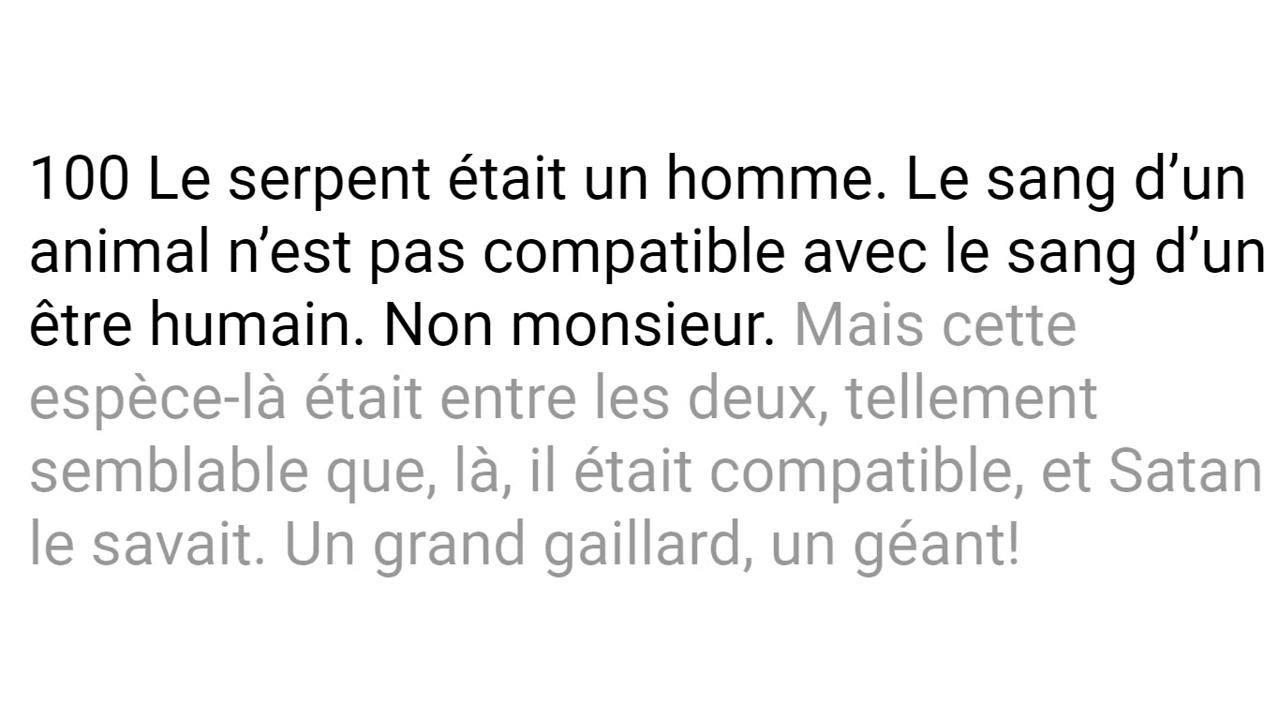 100 Le serpent était un homme. Le sang d’un
animal n’est pas compatible avec le sang d’un
être humain. Non monsieur. Mais cette
espèce-là était entre les deux, tellement
semblable que, là, il était compatible, et Satan
le savait. Un grand gaillard, un géant!